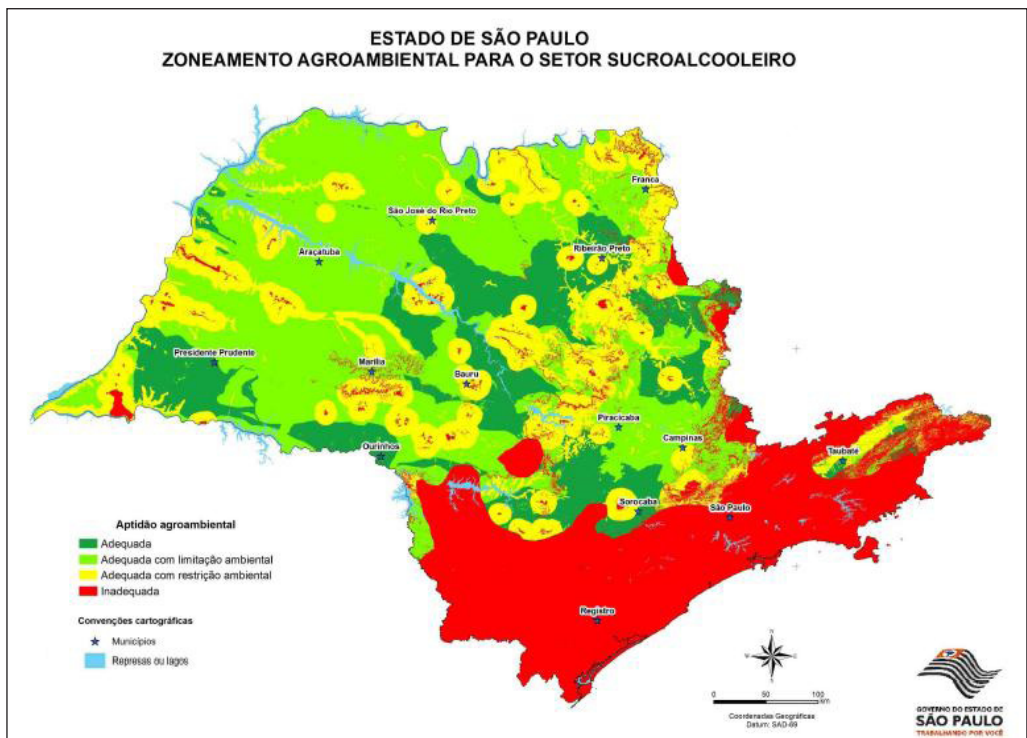 ESTADO DE SÃO PAULO
ZONEAMENTO AGROAMBIENTAL PARA O SETOR SUCROALCOOLEIRO
Franca
São José do Rio Preto
Ribeirão Preto
Araçatuba
Presidente Prudente
Marília
Bauru
Piracicaba
Campinas
Ourinhos
Taubaté
Sorocaba
São Paulo
Registro
Aptidão agroambiental
Adequada
Adequada com limitação ambiental
Adequada com restrição ambiental
Inadequada
Convenções cartográficas
Municípios
Represas ou lagos
N
S
0 50 100
km
Coordenadas Geográficas
Datum: SAD-69
GOVERNO DO ESTADO DE
SÃO PAULO
TRABALHANDO POR VOCÊ